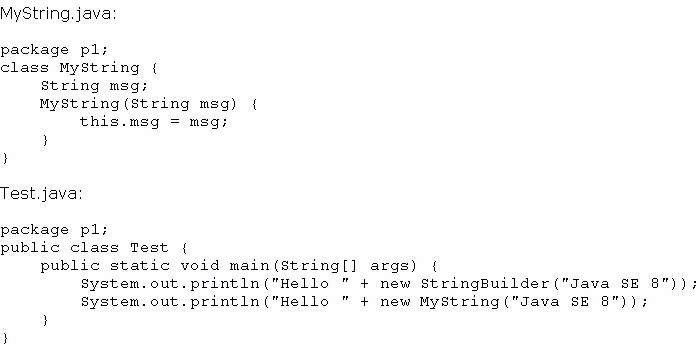 MyString.java:
package p1;
class MyString {
    String msg;
    MyString(String msg) {
        this.msg = msg;
    }
}
Test.java:
package p1;
public class Test {
    public static void main(String[] args) {
        System.out.println("Hello " + new StringBuilder("Java SE 8"));
        System.out.println("Hello " + new MyString("Java SE 8"));
    }
}